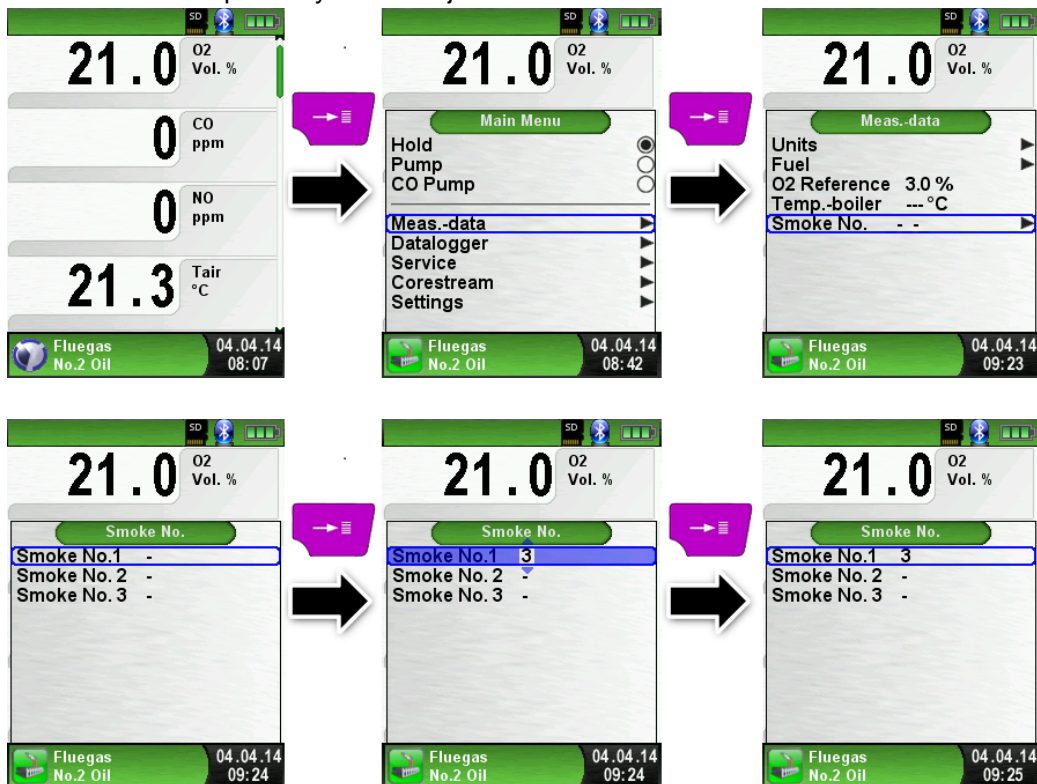 SD
21.0 O2 Vol. %
0 CO ppm
0 NO ppm
21.3 Tair °C
Fluegas 04.04.14
No.2 Oil 08:07
SD
21.0 O2 Vol. %
Main Menu
Hold
Pump
CO Pump
Meas.-data
Datalogger
Service
Corestream
Settings
Fluegas 04.04.14
No.2 Oil 08:42
SD
21.0 O2 Vol. %
Meas.-data
Units
Fuel
O2 Reference 3.0 %
Temp.-boiler --- °C
Smoke No. - -
Fluegas 04.04.14
No.2 Oil 09:23
SD
21.0 O2 Vol. %
Smoke No.
Smoke No.1 -
Smoke No. 2 -
Smoke No. 3 -
Fluegas 04.04.14
No.2 Oil 09:24
SD
21.0 O2 Vol. %
Smoke No.
Smoke No.1 3
Smoke No. 2 -
Smoke No. 3 -
Fluegas 04.04.14
No.2 Oil 09:24
SD
21.0 O2 Vol. %
Smoke No.
Smoke No.1 3
Smoke No. 2 -
Smoke No. 3 -
Fluegas 04.04.14
No.2 Oil 09:25